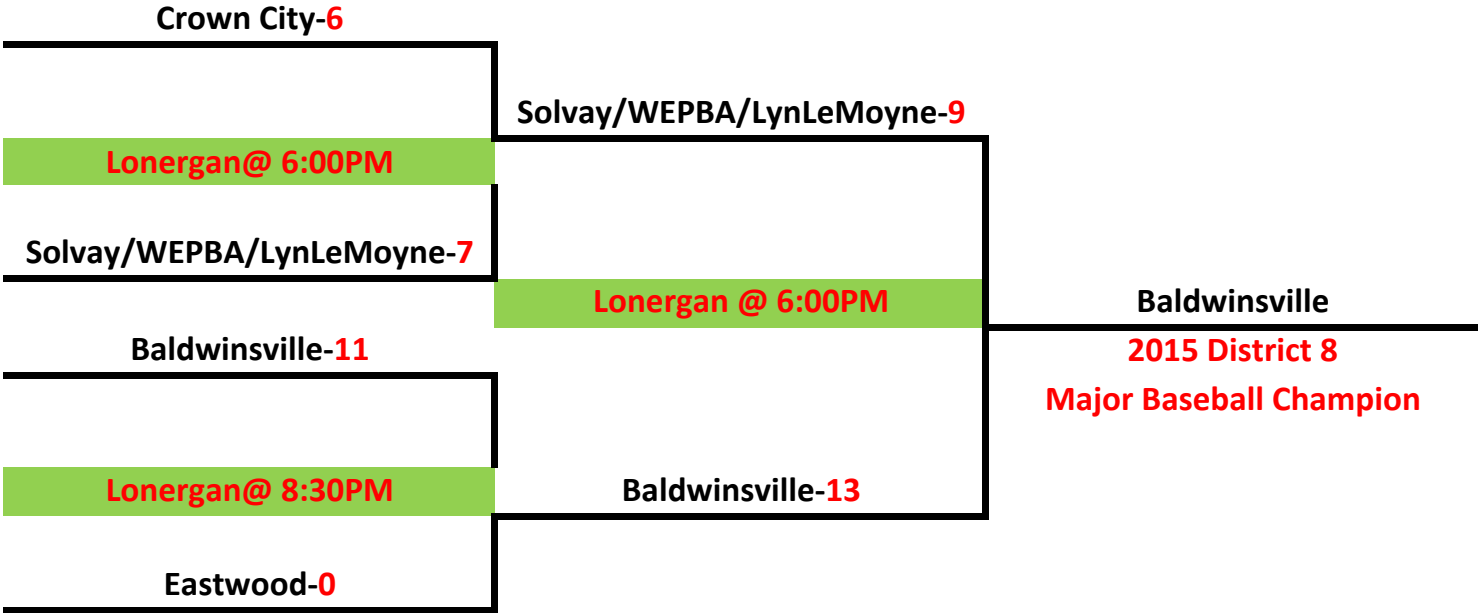 Crown City-6
Solvay/WEPBA/LynLeMoyne-9
Lonergan@ 6:00PM
Solvay/WEPBA/LynLeMoyne-7
Lonergan @ 6:00PM
Baldwinsville
Baldwinsville-11
2015 District 8
Major Baseball Champion
Lonergan@ 8:30PM
Baldwinsville-13
Eastwood-0